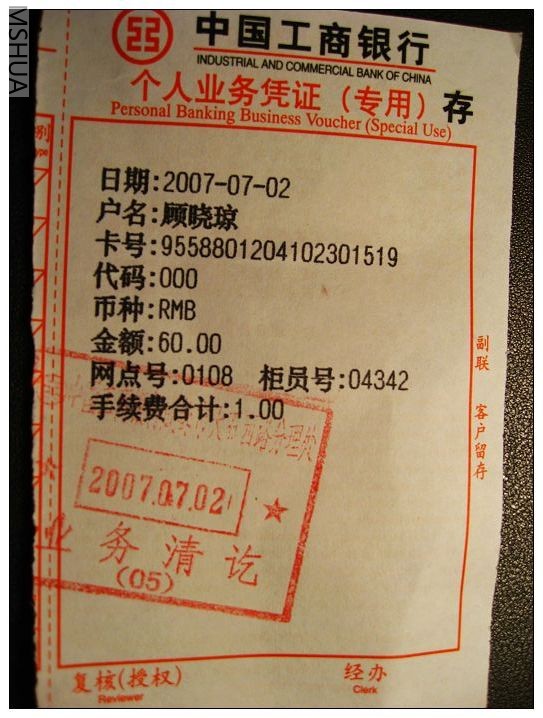 MSHUA
中国工商银行
INDUSTRIAL AND COMMERCIAL BANK OF CHINA
个人业务凭证（专用）存
Personal Banking Business Voucher (Special Use)
日期:2007-07-02
户名:顾晓琼
卡号:9558801204102301519
代码:000
币种:RMB
金额:60.00
网点号:0108 柜员号:04342
手续费合计:1.00
2007.07.02
业务清讫
(05)
副联 客户留存
复核(授权)
Reviewer
经办
Clerk